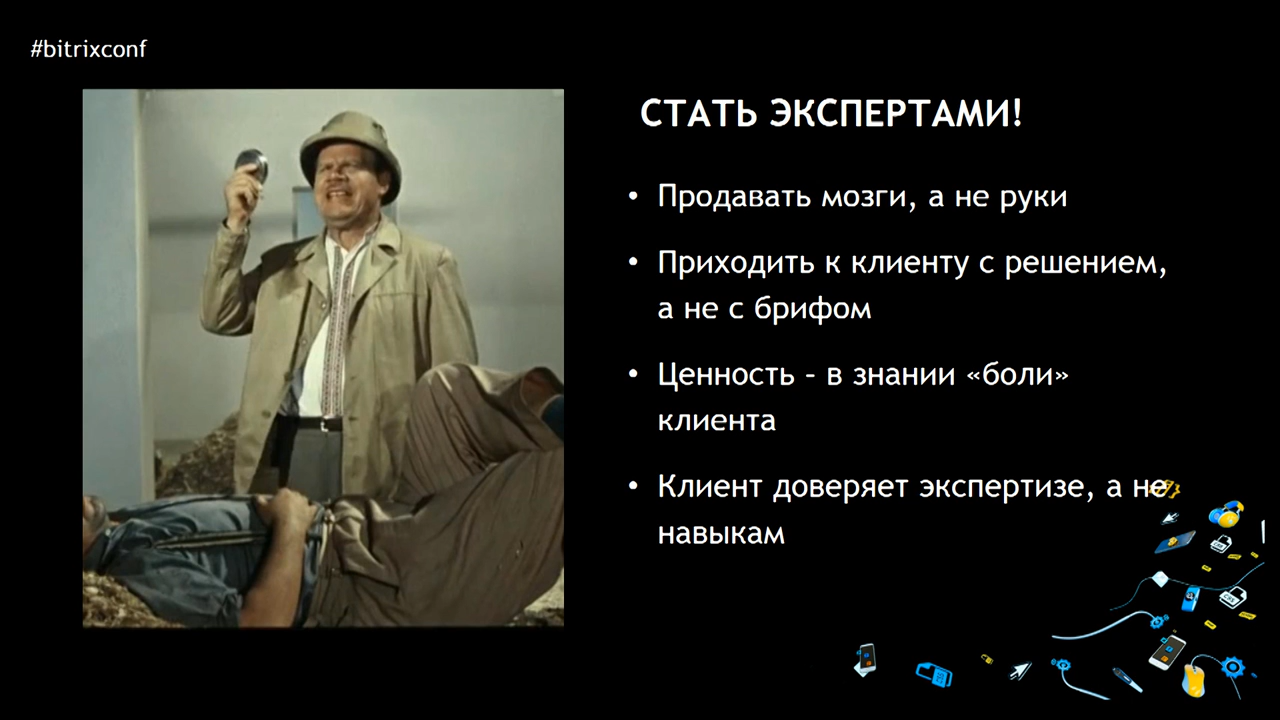 #bitrixconf
СТАТЬ ЭКСПЕРТАМИ!
• Продавать мозги, а не руки
• Приходить к клиенту с решением,
а не с брифом
• Ценность – в знании «боли»
клиента
• Клиент доверяет экспертизе, а не
навыкам